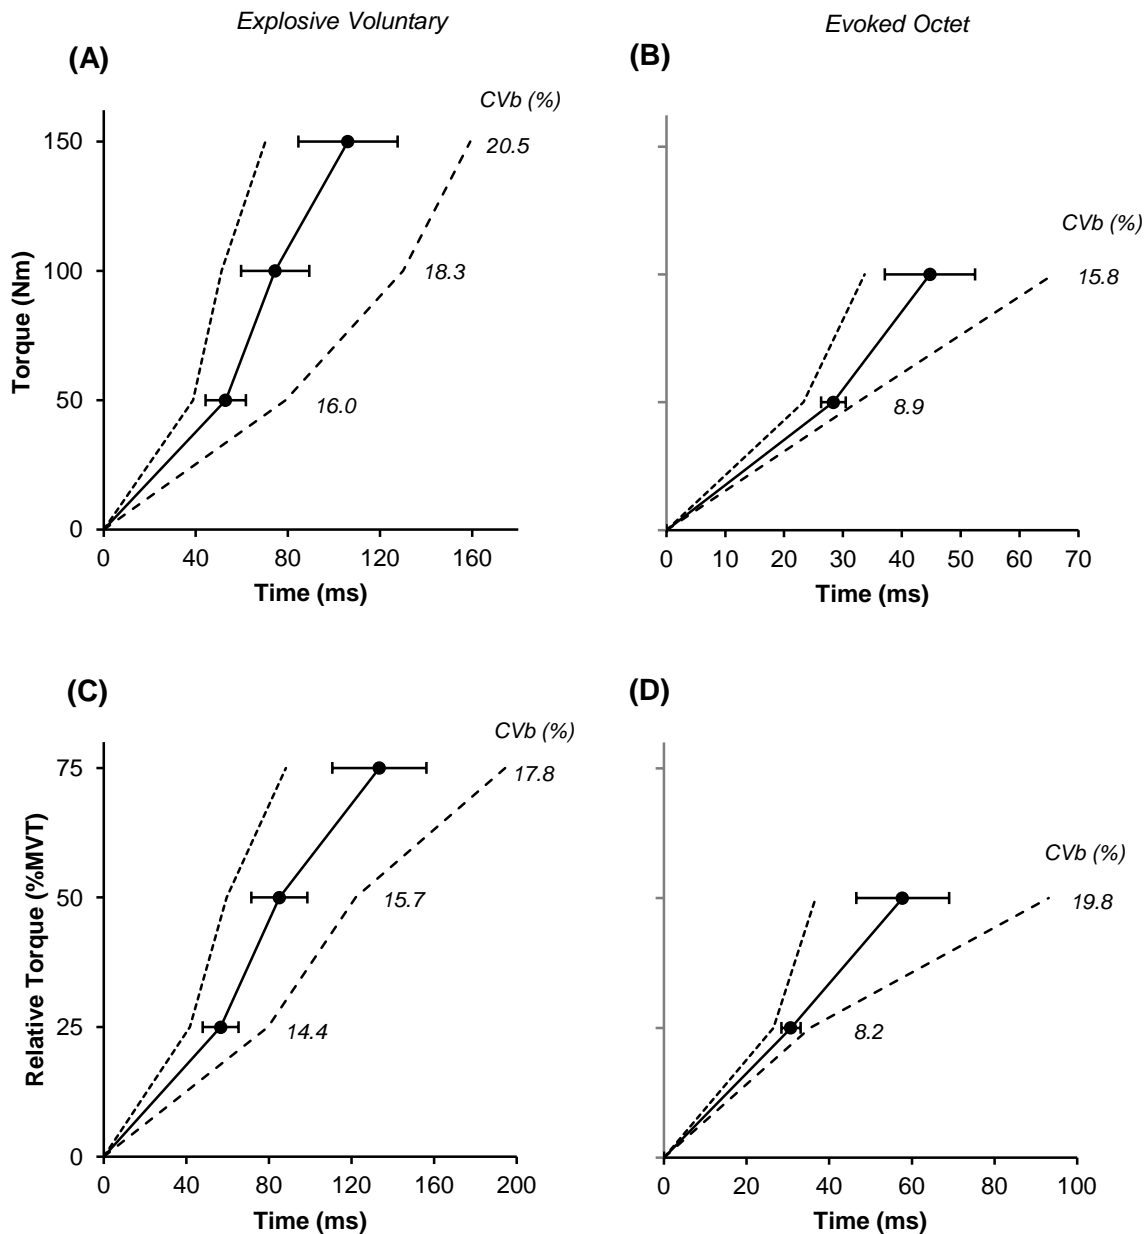 Explosive Voluntary
Evoked Octet
(A)
(B)
CVb (%)
150
20.5
CVb (%)
100
18.3
15.8
Torque (Nm)
50
16.0
8.9
0
0 40 80 120 160
0 10 20 30 40 50 60 70
Time (ms)
Time (ms)
(C)
(D)
CVb (%)
75
17.8
CVb (%)
50
15.7
19.8
Relative Torque (%MVT)
25
14.4
8.2
0
0 40 80 120 160 200
0 20 40 60 80 100
Time (ms)
Time (ms)